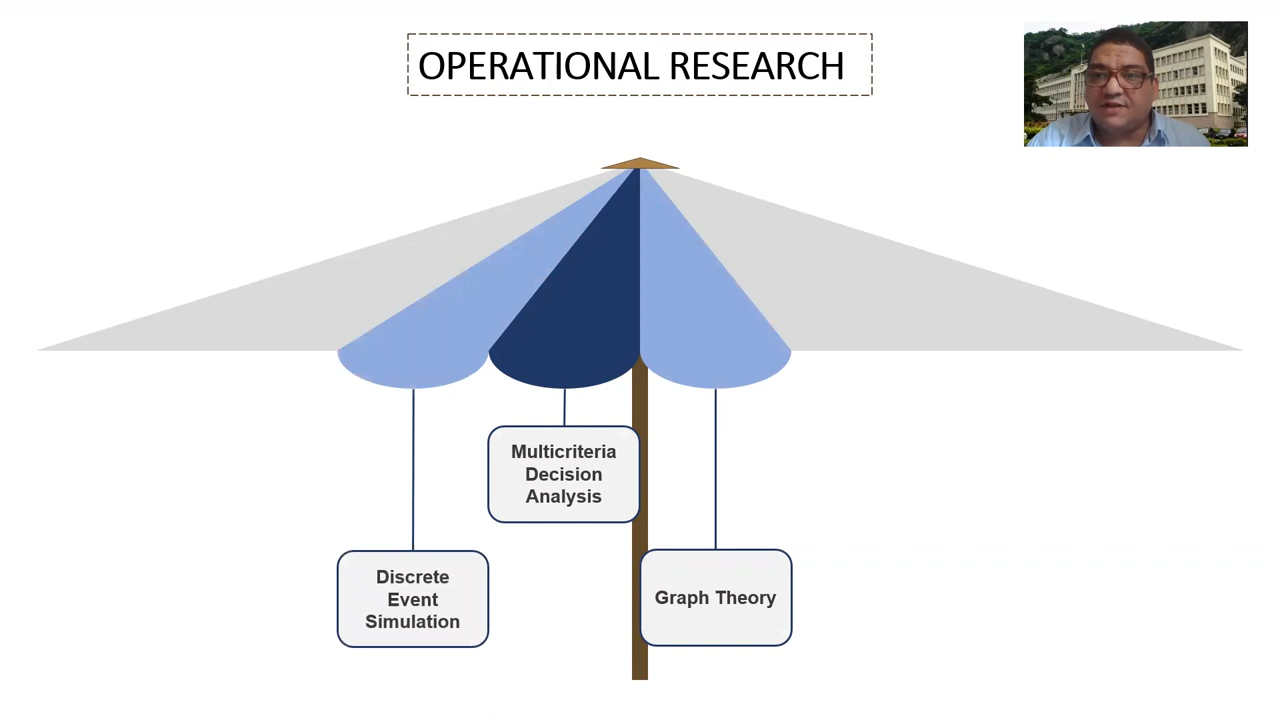 OPERATIONAL RESEARCH
Multicriteria
Decision
Analysis
Discrete
Event
Simulation
Graph Theory